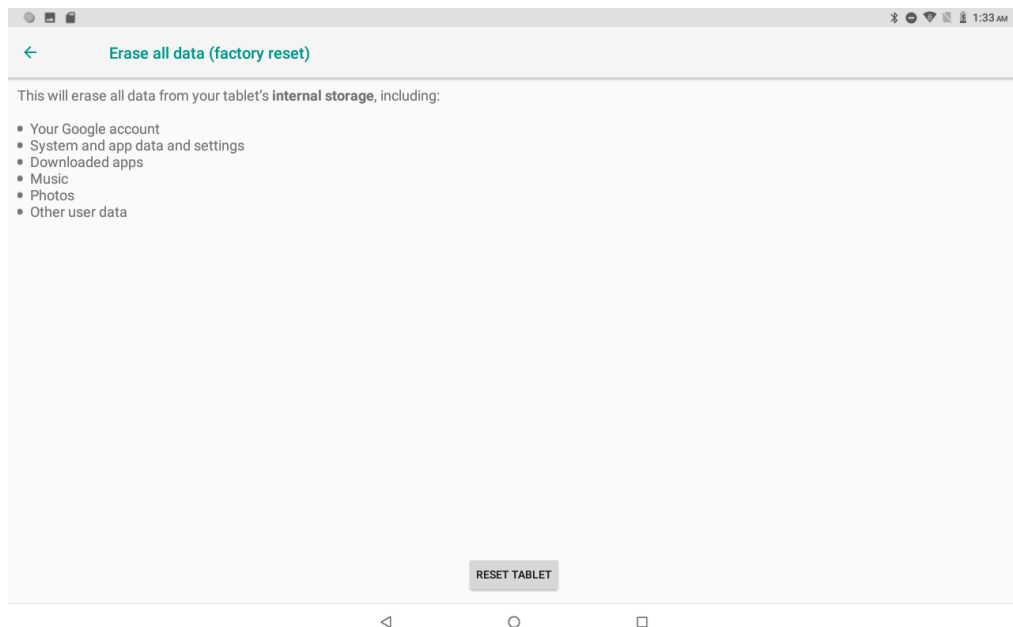 1:33 AM
Erase all data (factory reset)
This will erase all data from your tablet's internal storage, including:
• Your Google account
• System and app data and settings
• Downloaded apps
• Music
• Photos
• Other user data
RESET TABLET